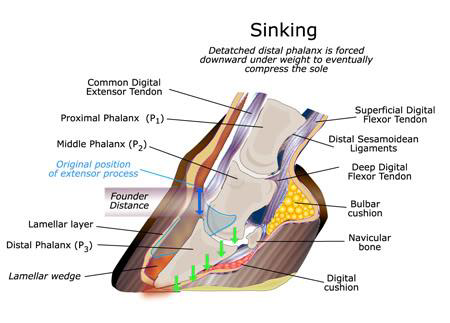 Sinking
Detatched distal phalanx is forced
downward under weight to eventually
compress the sole
Common Digital
Extensor Tendon
Proximal Phalanx (P1)
Middle Phalanx (P2)
Original position
of extensor process
Founder
Distance
Lamellar layer
Distal Phalanx (P3)
Lamellar wedge
Superficial Digital
Flexor Tendon
Distal Sesamoidean
Ligaments
Deep Digital
Flexor Tendon
Bulbar
cushion
Navicular
bone
Digital
cushion